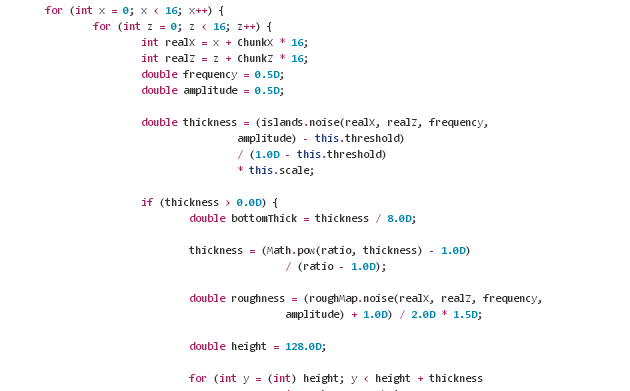 for (int x = 0; x < 16; x++) {
for (int z = 0; z < 16; z++) {
int realX = x + ChunkX * 16;
int realZ = z + ChunkZ * 16;
double frequency = 0.5D;
double amplitude = 0.5D;
double thickness = (islands.noise(realX, realZ, frequency,
amplitude) - this.threshold)
/ (1.0D - this.threshold)
* this.scale;
if (thickness > 0.0D) {
double bottomThick = thickness / 8.0D;
thickness = (Math.pow(ratio, thickness) - 1.0D)
/ (ratio - 1.0D);
double roughness = (roughMap.noise(realX, realZ, frequency,
amplitude) + 1.0D) / 2.0D * 1.5D;
double height = 128.0D;
for (int y = (int) height; y < height + thickness